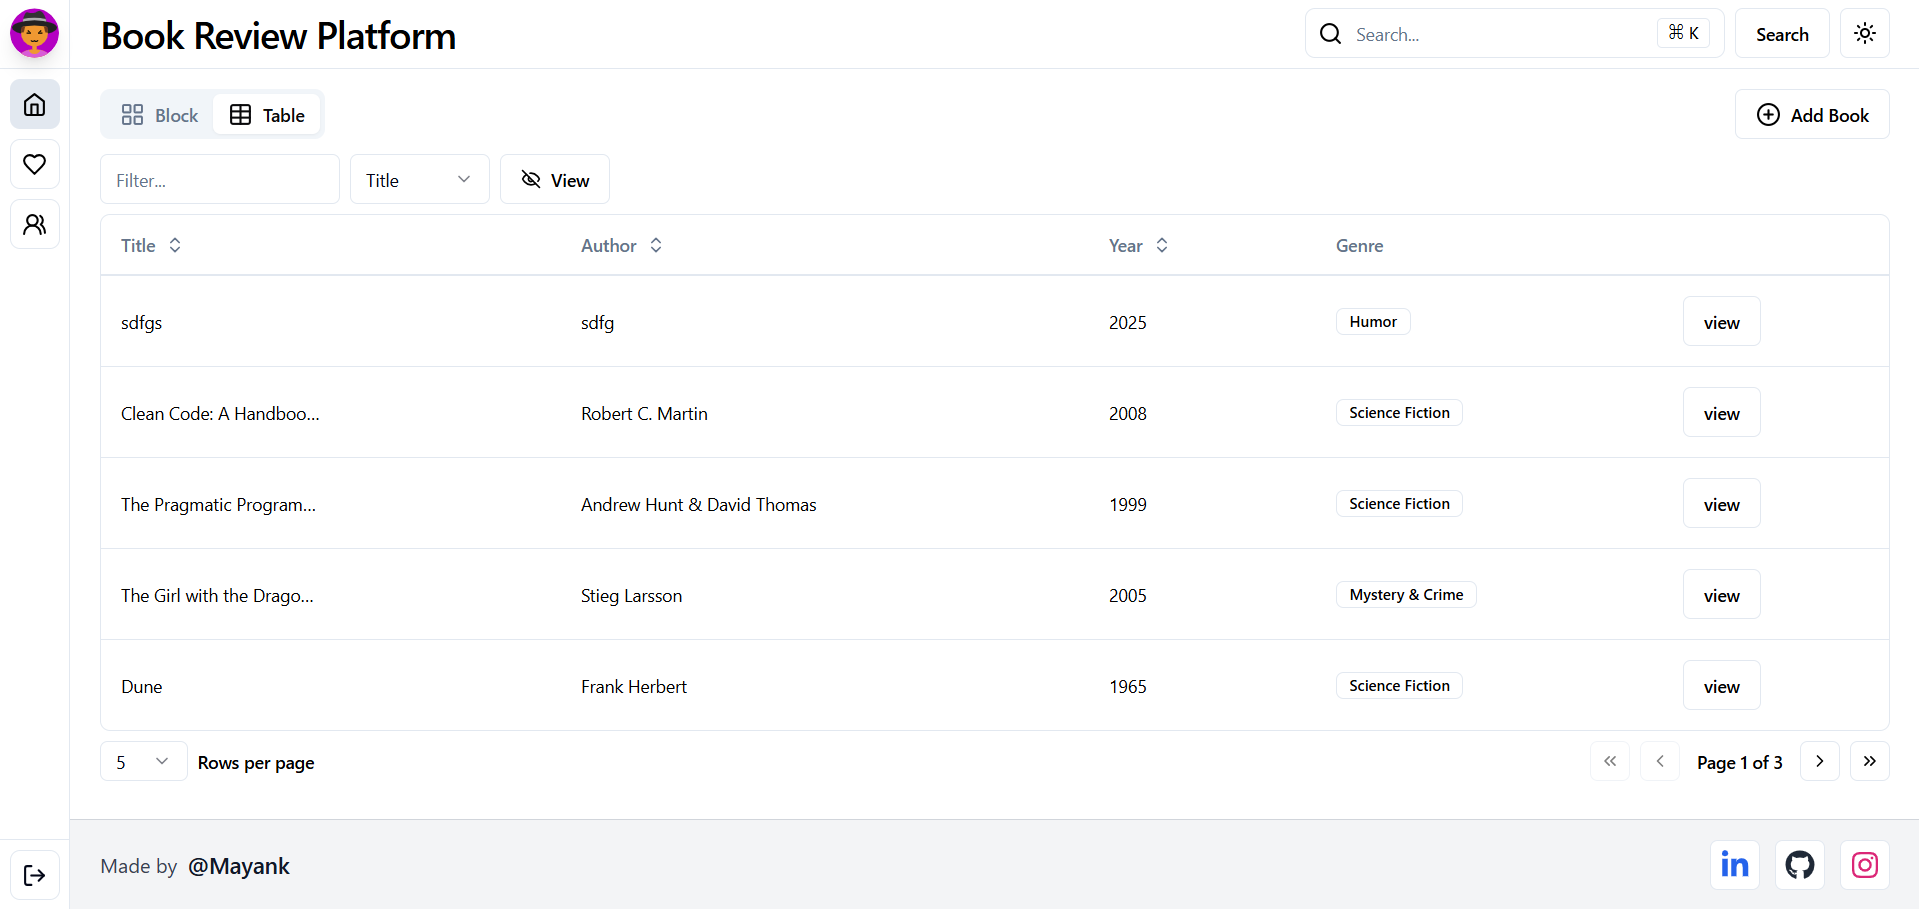 Book Review Platform
Search...
⌘ K
Search
Block
Table
Add Book
Filter...
Title
View
Title
Author
Year
Genre
sdfgs
sdfg
2025
Humor
view
Clean Code: A Handboo...
Robert C. Martin
2008
Science Fiction
view
The Pragmatic Program...
Andrew Hunt & David Thomas
1999
Science Fiction
view
The Girl with the Drago...
Stieg Larsson
2005
Mystery & Crime
view
Dune
Frank Herbert
1965
Science Fiction
view
5
Rows per page
Page 1 of 3
Made by @Mayank
in